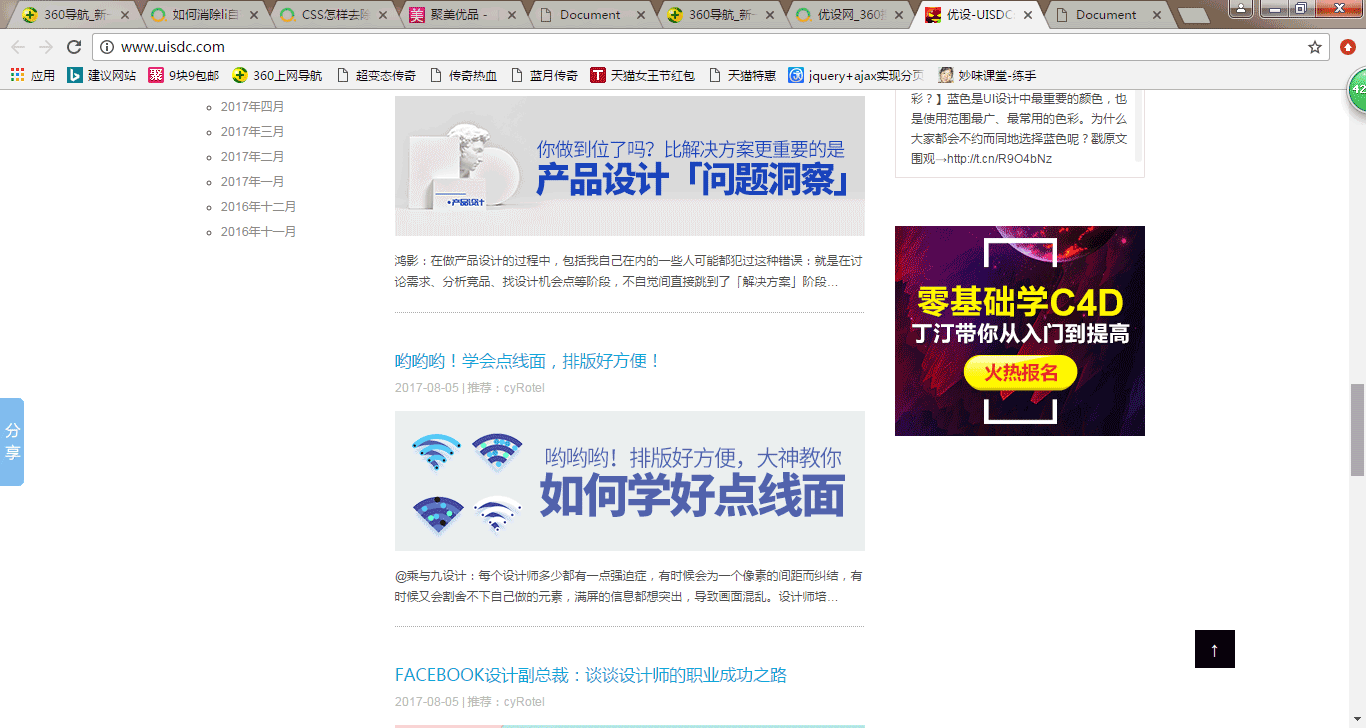 360导航_新一
如何消除li自
CSS怎样去除
聚美优品 -
Document
360导航_新一
优设网_360搜
优设-UISDC
Document
www.uisdc.com
应用
建议网站
9块9包邮
360上网导航
超变态传奇
传奇热血
蓝月传奇
天猫女王节红包
天猫特惠
jquery+ajax实现分页
妙味课堂-练手
42
2017年四月
2017年三月
2017年二月
2017年一月
2016年十二月
2016年十一月
分享
你做到位了吗？比解决方案更重要的是
产品设计「问题洞察」
•产品设计
鸿影：在做产品设计的过程中，包括我自己在内的一些人可能都犯过这种错误：就是在讨
论需求、分析竞品、找设计机会点等阶段，不自觉间直接跳到了「解决方案」阶段...
哟哟哟！学会点线面，排版好方便！
2017-08-05 | 推荐：cyRotel
哟哟哟！排版好方便，大神教你
如何学好点线面
@乘与九设计：每个设计师多少都有一点强迫症，有时候会为一个像素的间距而纠结，有
时候又会割舍不下自己做的元素，满屏的信息都想突出，导致画面混乱。设计师培...
FACEBOOK设计副总裁：谈谈设计师的职业成功之路
2017-08-05 | 推荐：cyRotel
彩？】蓝色是UI设计中最重要的颜色，也
是使用范围最广、最常用的色彩。为什么
大家都会不约而同地选择蓝色呢？戳原文
围观→http://t.cn/R9O4bNz
零基础学C4D
丁汀带你从入门到提高
火热报名
↑